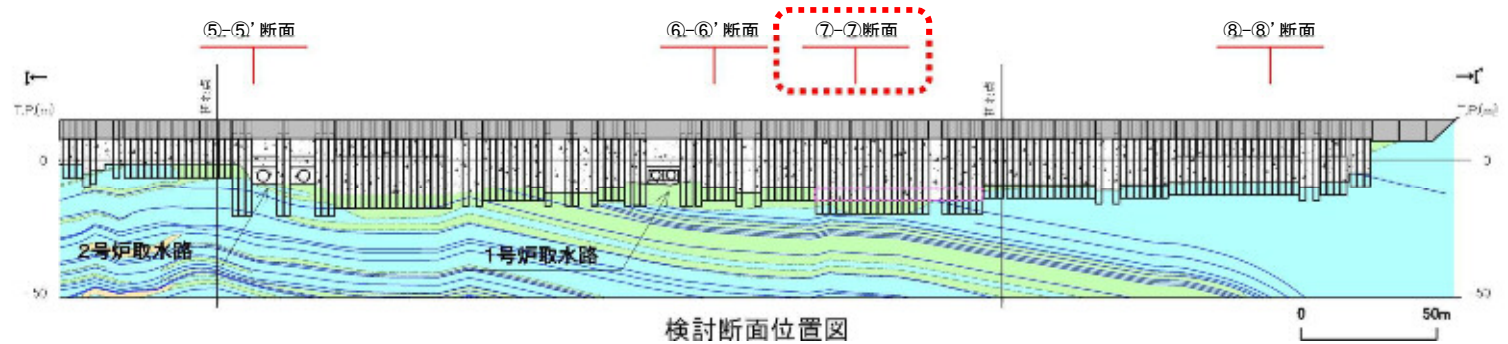 ⑤-⑤' 断面
⑥-⑥' 断面
⑦-⑦断面
⑧-⑧' 断面
I←
→I'
T.P.(m)
T.P.(m)
0
0
2号炉取水路
1号炉取水路
-50
-50
検討断面位置図
0
50m